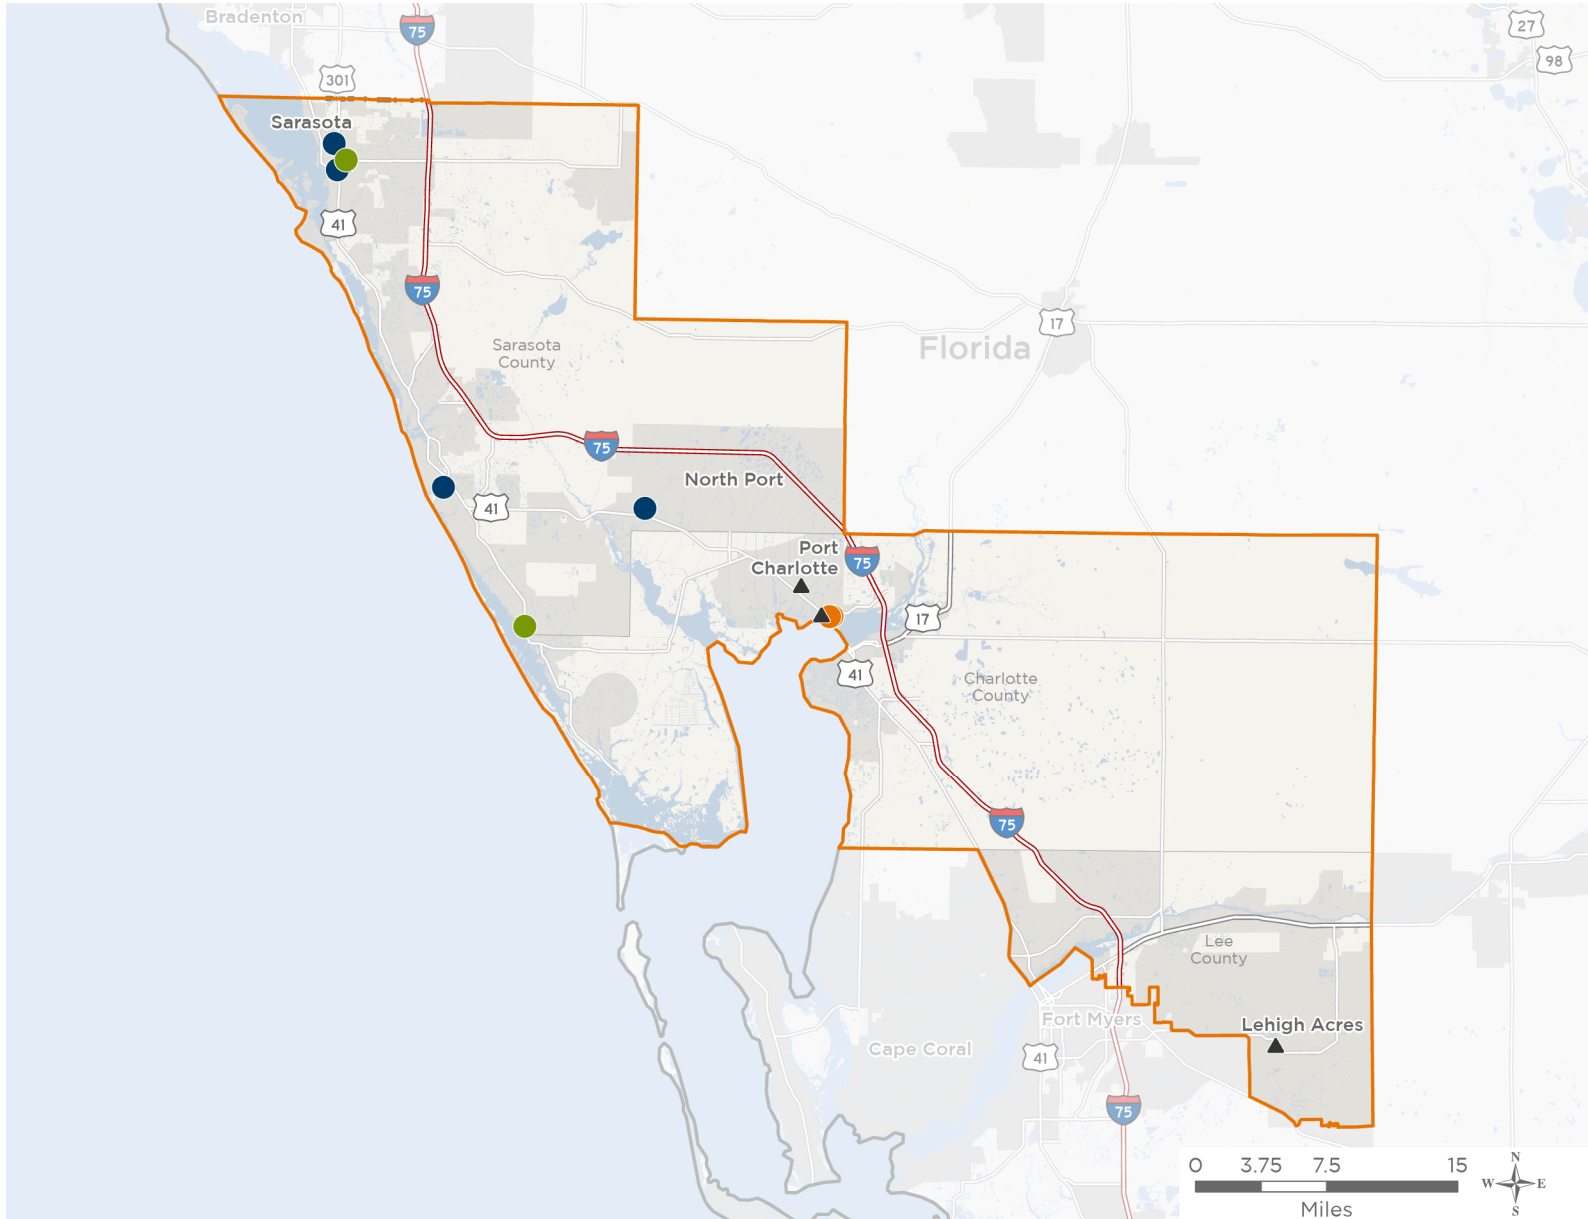 Bradenton
75
27
98
301
Sarasota
41
75
17
Florida
Sarasota
County
75
North Port
41
Port
Charlotte
75
17
41
Charlotte
County
75
Lee
County
Fort Myers
Lehigh Acres
Cape Coral
41
75
0 3.75 7.5 15
Miles
N
W E
S